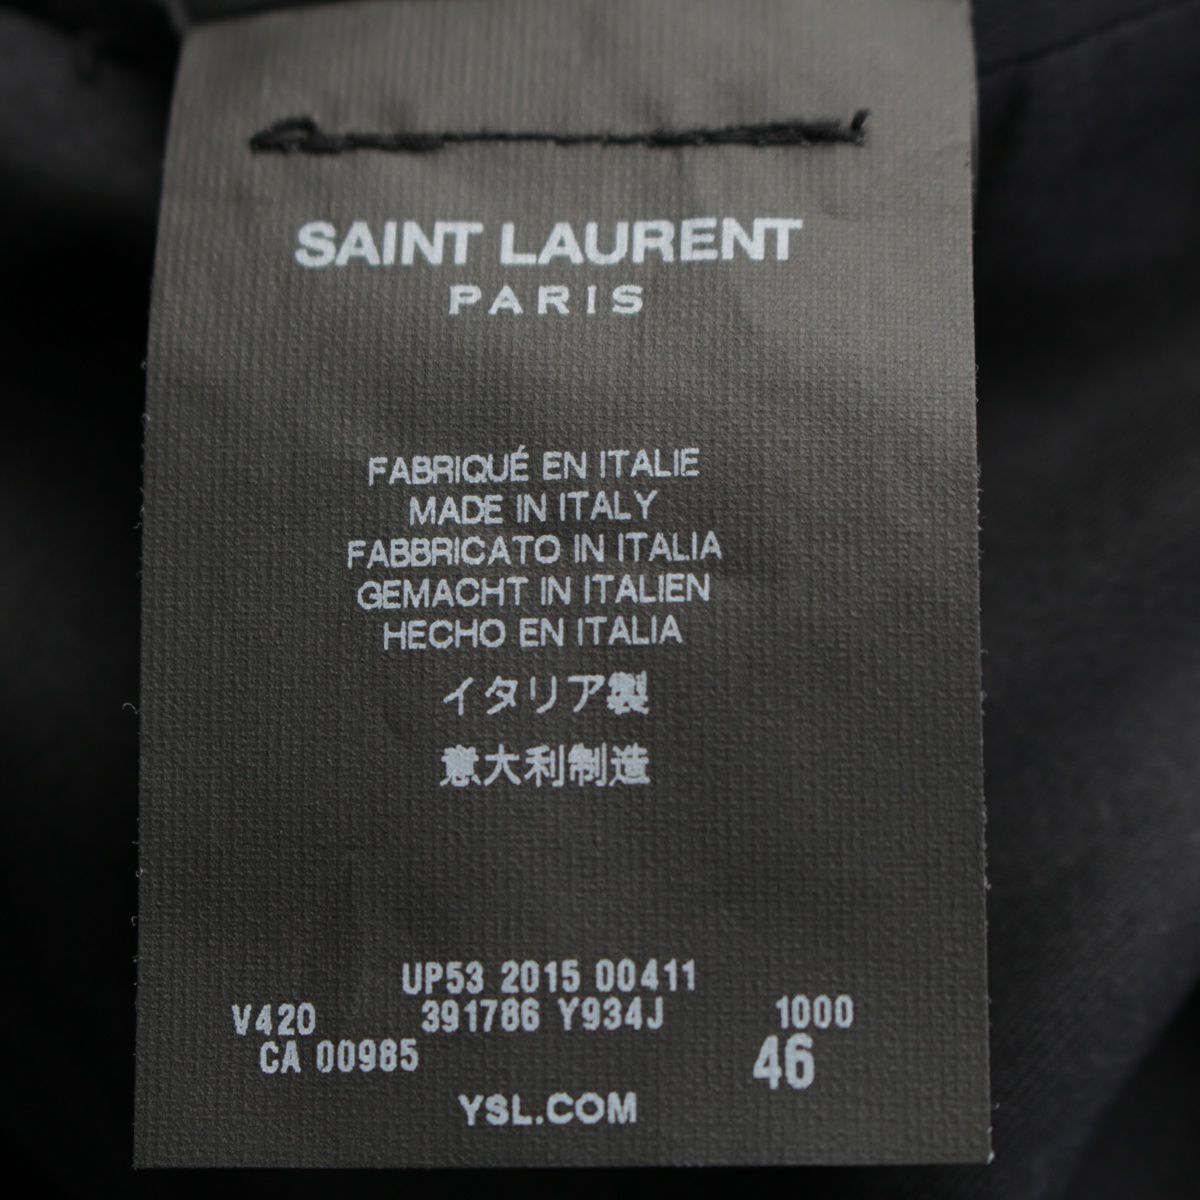 SAINT LAURENT
PARIS
FABRIQUÉ EN ITALIE
MADE IN ITALY
FABBRICATO IN ITALIA
GEMACHT IN ITALIEN
HECHO EN ITALIA
イタリア製
意大利制造
UP53 2015 00411
V420 391786 Y934J 1000
CA 00985 46
YSL.COM